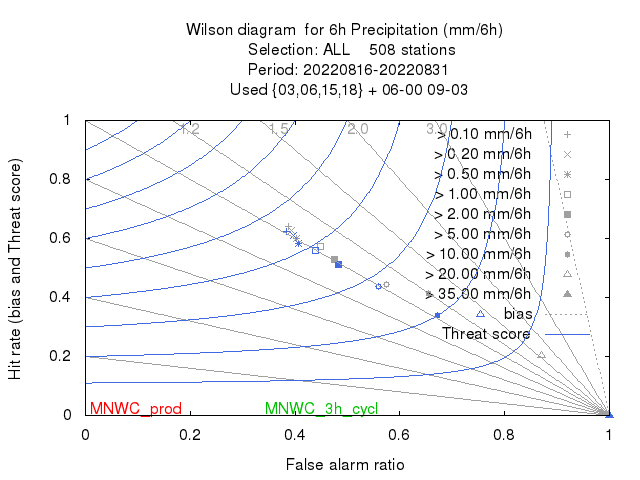 Wilson diagram for 6h Precipitation (mm/6h)
Selection: ALL 508 stations
Period: 20220816-20220831
Used {03,06,15,18} + 06-00 09-03
Hit rate (bias and Threat score)
1
0.8
0.6
0.4
0.2
0
1.2 1.5 2.0 3.0
> 0.10 mm/6h
> 0.20 mm/6h
> 0.50 mm/6h
> 1.00 mm/6h
> 2.00 mm/6h
> 5.00 mm/6h
> 10.00 mm/6h
> 20.00 mm/6h
> 35.00 mm/6h
bias
Threat score
MNWC_prod MNWC_3h_cycl
0 0.2 0.4 0.6 0.8 1
False alarm ratio